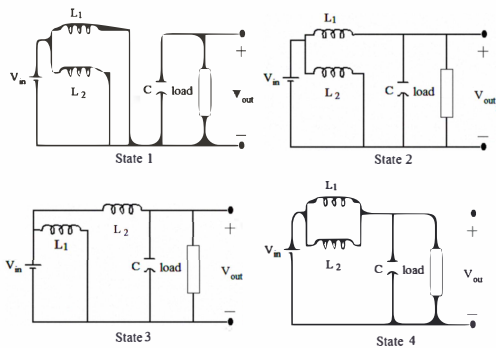 L1
Vin
L2
C load
+
Vout
−
State 1
L1
Vin
L2
C load
+
Vout
−
State 2
L2
L1
Vin
C load
+
Vout
−
State 3
L1
Vin
L2
C load
+
Vou
−
State 4